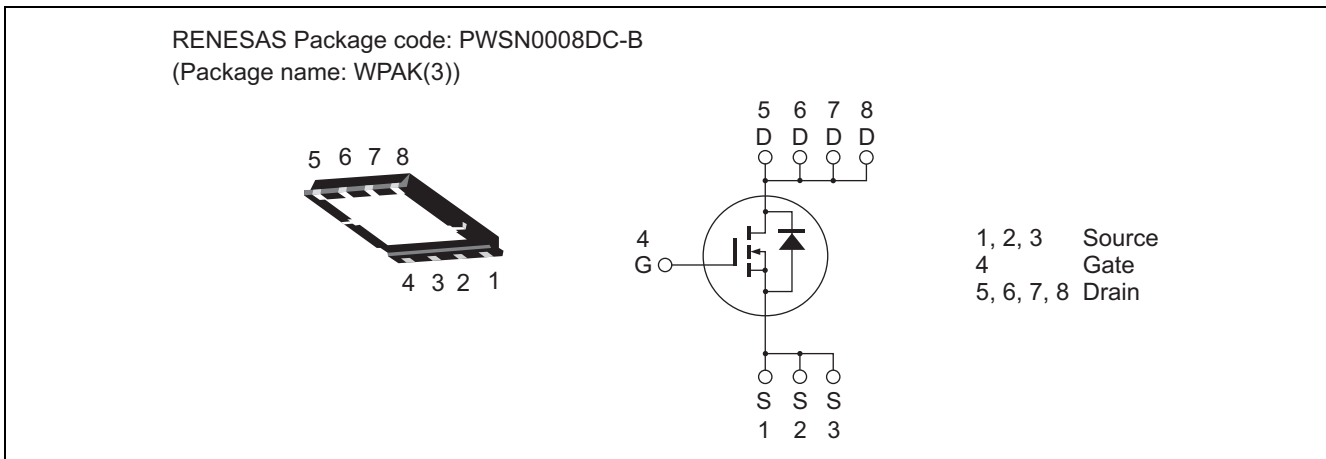 RENESAS Package code: PWSN0008DC-B
(Package name: WPAK(3))
5 6 7 8
4 3 2 1
5 6 7 8
D D D D
4
G
S S S
1 2 3
1, 2, 3 Source
4 Gate
5, 6, 7, 8 Drain